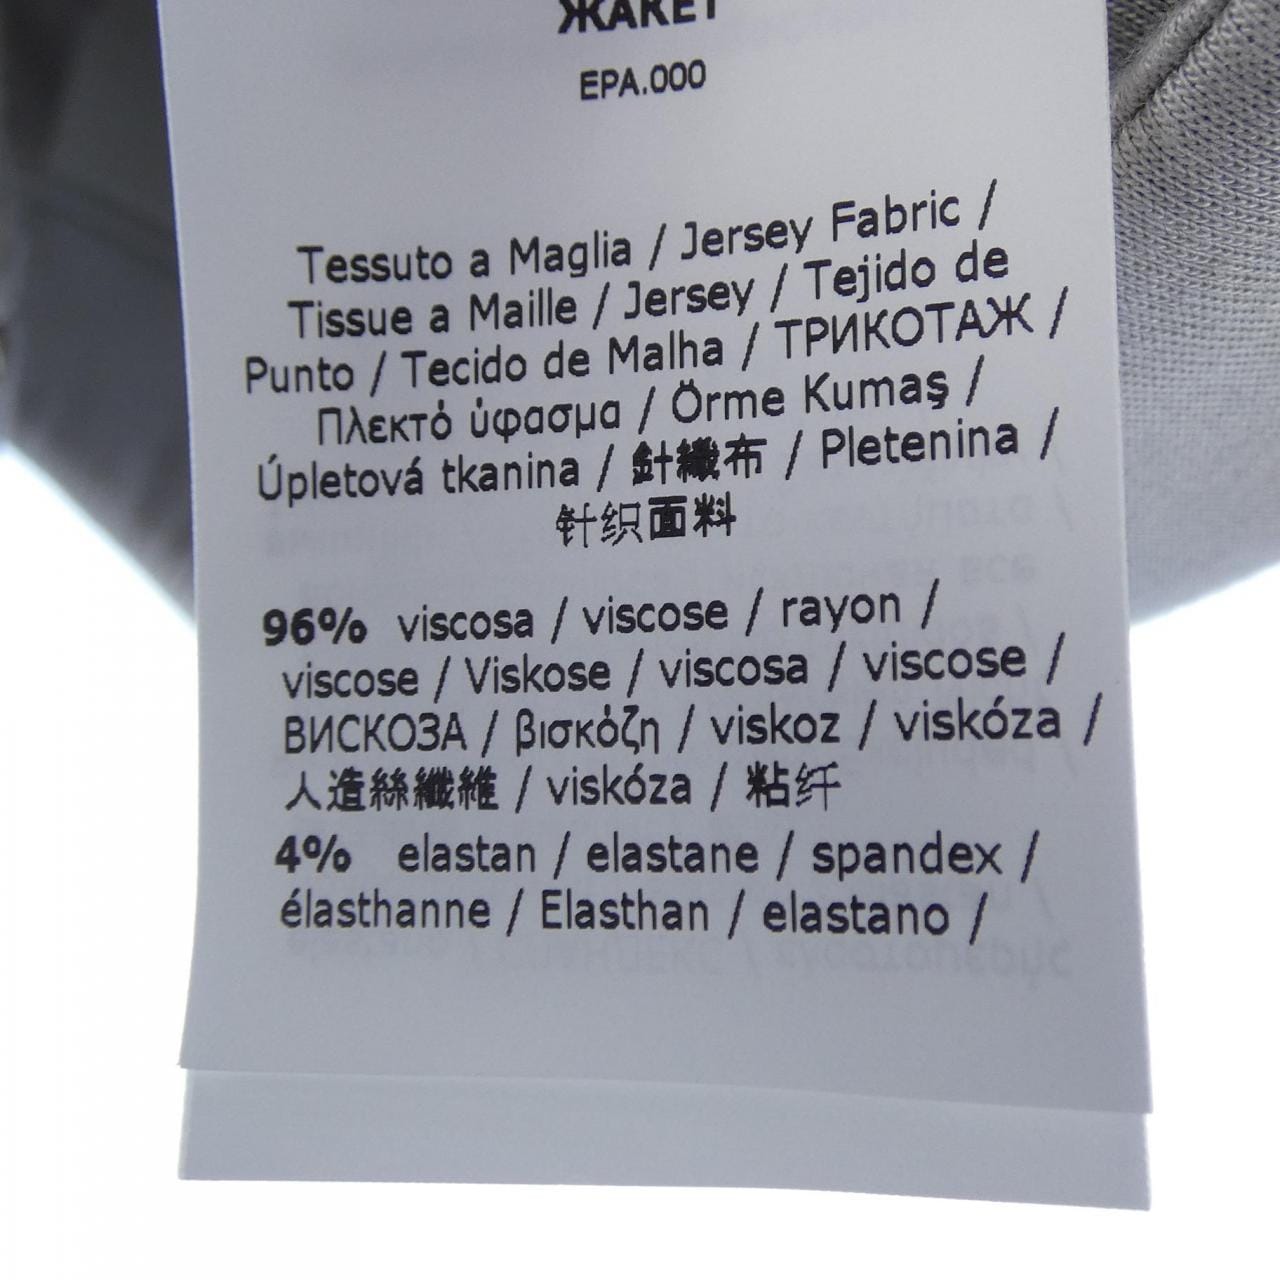 ЖАКЕТ
EPA.000
Tessuto a Maglia / Jersey Fabric /
Tissue a Maille / Jersey / Tejido de
Punto / Tecido de Malha / ТРИКОТАЖ /
Πλεκτό ύφασμα / Örme Kumaş /
Úpletová tkanina / 針織布 / Pletenina /
针织面料
96% viscosa / viscose / rayon /
viscose / Viskose / viscosa / viscose /
ВИСКОЗА / βισκόζη / viskoz / viskóza /
人造絲纖維 / viskóza / 粘纤
4% elastan / elastane / spandex /
élasthanne / Elasthan / elastano /